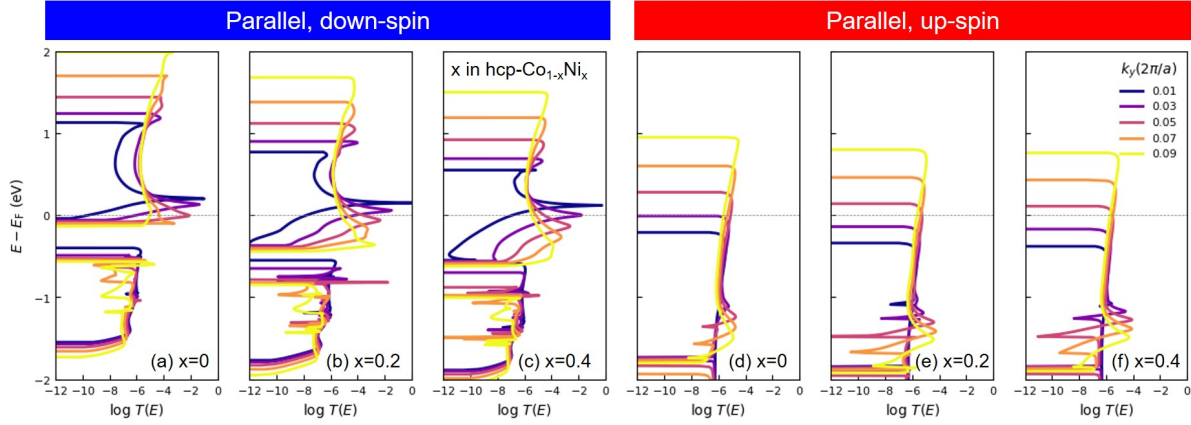 Parallel, down-spin
Parallel, up-spin
E − E_F (eV)
2
1
0
−1
−2
(a) x=0
−12 −10 −8 −6 −4 −2 0
log T(E)
(b) x=0.2
−12 −10 −8 −6 −4 −2 0
log T(E)
x in hcp-Co₁₋ₓNiₓ
(c) x=0.4
−12 −10 −8 −6 −4 −2 0
log T(E)
(d) x=0
−12 −10 −8 −6 −4 −2 0
log T(E)
(e) x=0.2
−12 −10 −8 −6 −4 −2 0
log T(E)
k_y(2π/a)
0.01
0.03
0.05
0.07
0.09
(f) x=0.4
−12 −10 −8 −6 −4 −2 0
log T(E)